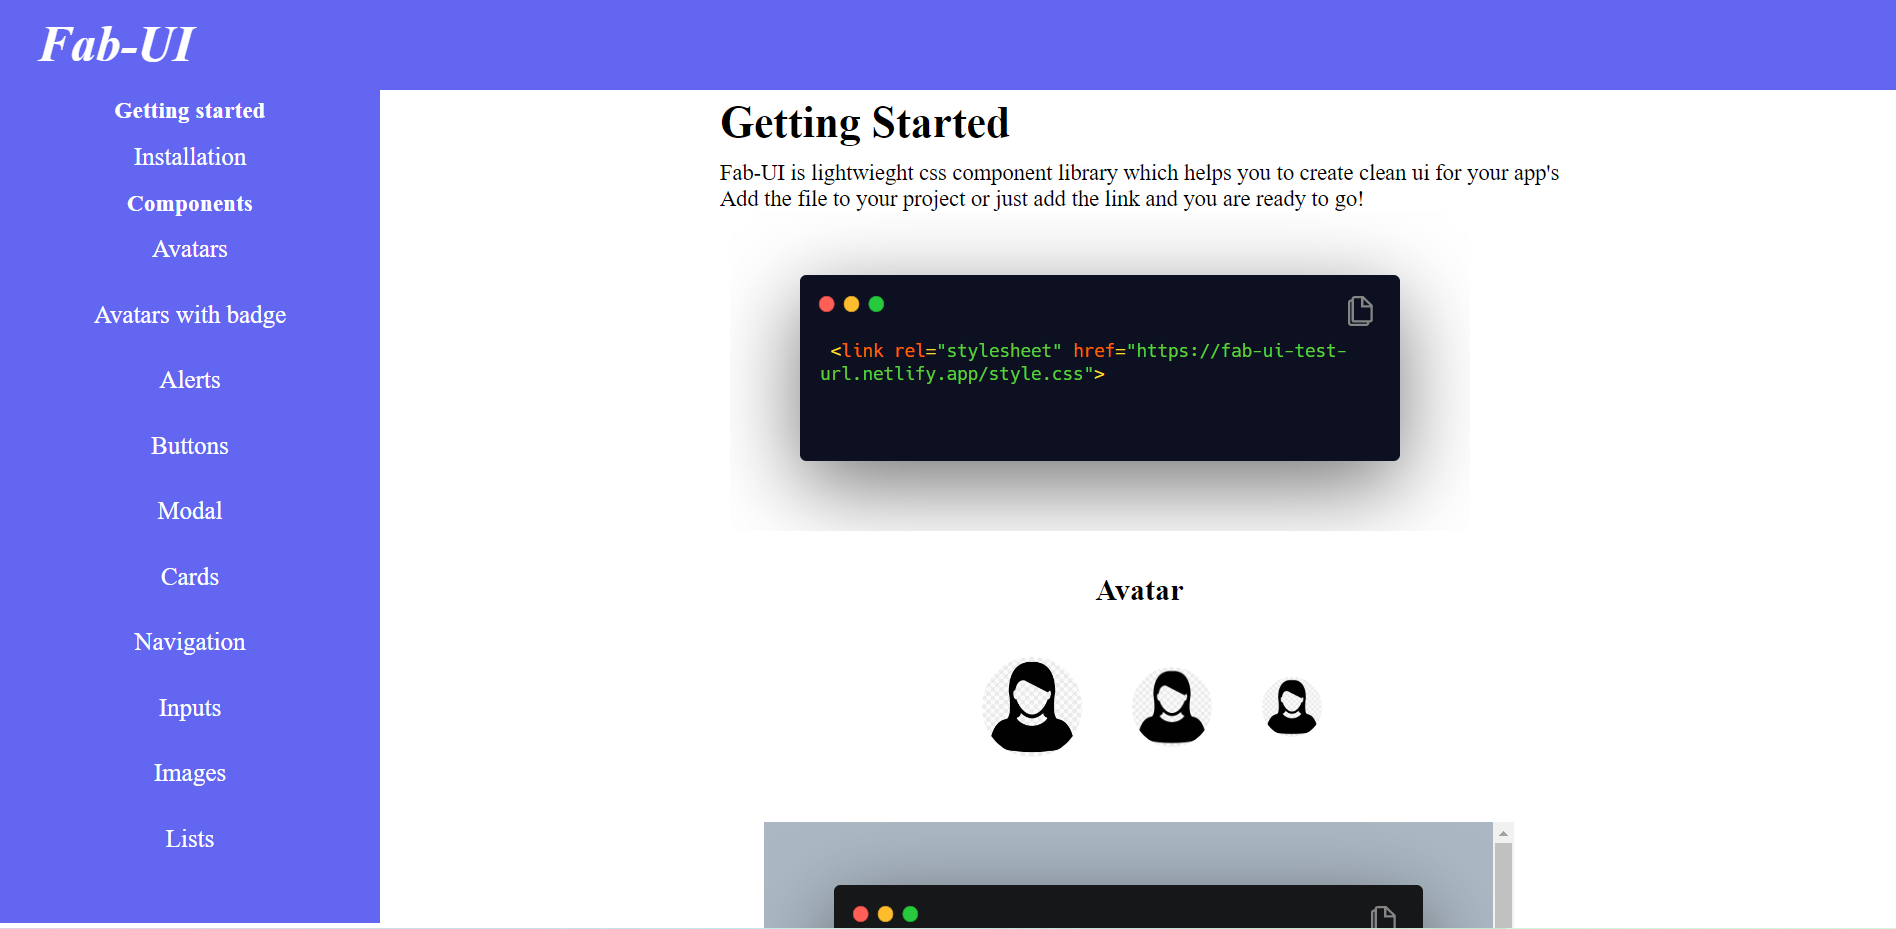 Fab-UI
Getting started
Installation
Components
Avatars
Avatars with badge
Alerts
Buttons
Modal
Cards
Navigation
Inputs
Images
Lists
Getting Started
Fab-UI is lightwieght css component library which helps you to create clean ui for your app's
Add the file to your project or just add the link and you are ready to go!
<link rel="stylesheet" href="https://fab-ui-test-
url.netlify.app/style.css">
Avatar